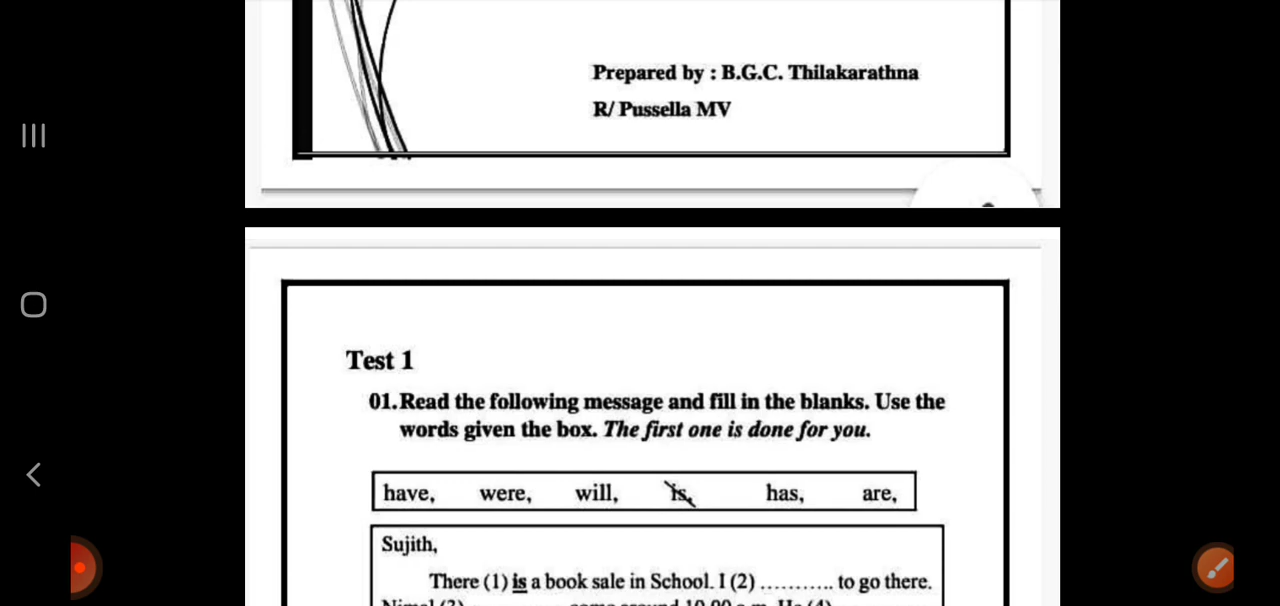 Prepared by : B.G.C. Thilakarathna
R/ Pussella MV
Test 1
01. Read the following message and fill in the blanks. Use the
words given the box. The first one is done for you.
have, were, will, is, has, are,
Sujith,
There (1) is a book sale in School. I (2) .......... to go there.